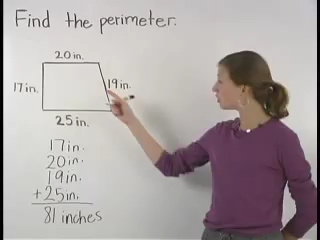 Find the perimeter.
20 in.
17 in.
19 in.
25 in.
17 in.
20 in.
19 in.
+ 25 in.
81 inches